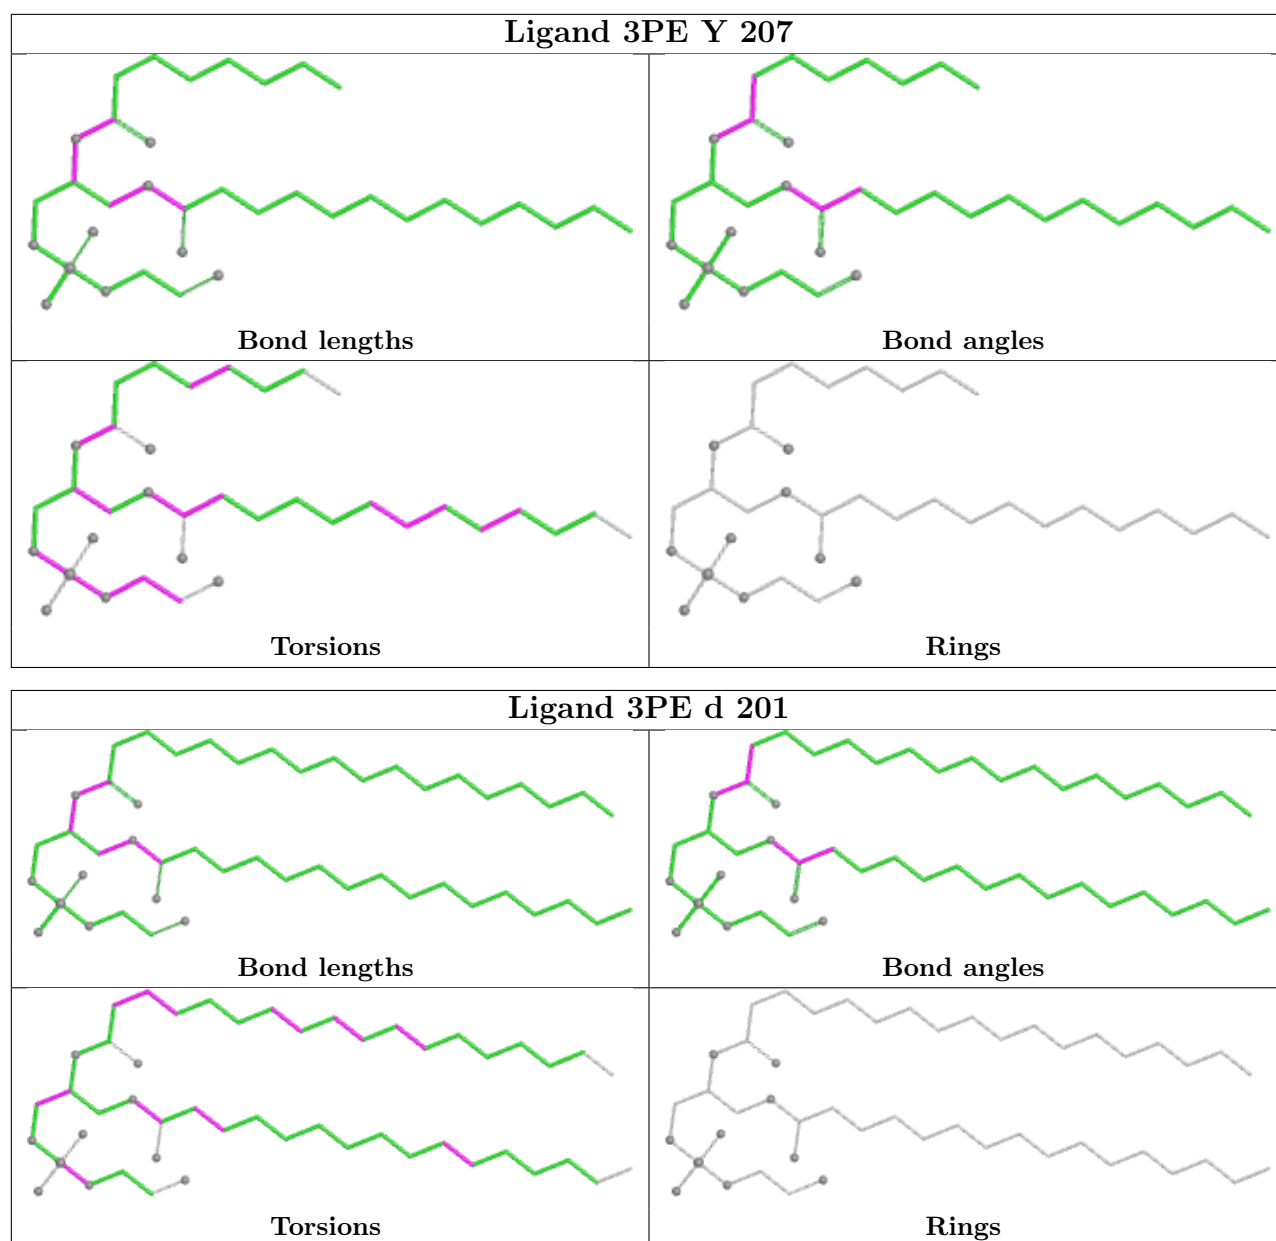 Ligand 3PE Y 207
Bond lengths
Bond angles
Torsions
Rings
Ligand 3PE d 201
Bond lengths
Bond angles
Torsions
Rings